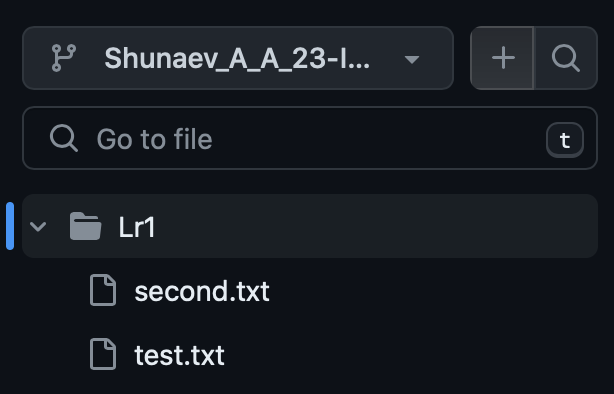 Shunaev_A_A_23-I...
Go to file
t
Lr1
second.txt
test.txt